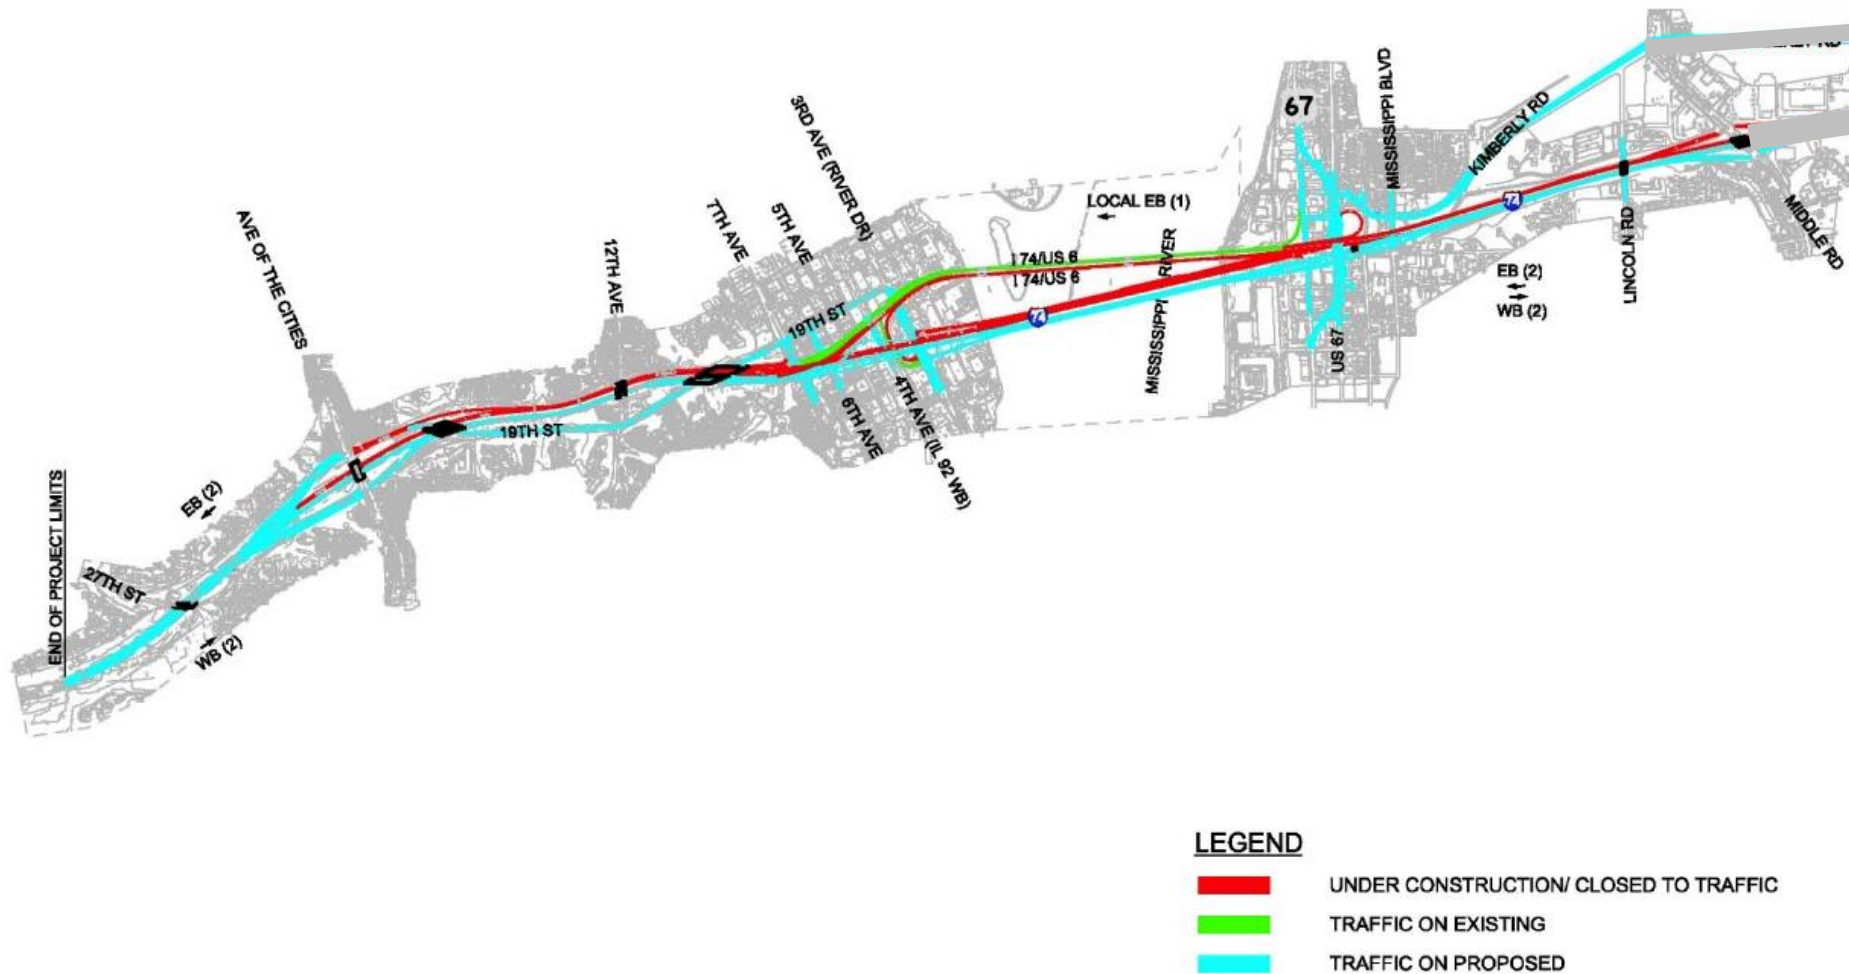 67
3RD AVE (RIVER DR)
MISSISSIPPI BLVD
KIMBERLY RD
LOCAL EB (1)
7TH AVE
5TH AVE
AVE OF THE CITIES
12TH AVE
I 74/US 6
I 74/US 6
74
74
MISSISSIPPI RIVER
19TH ST
LINCOLN RD
MIDDLE RD
EB (2)
WB (2)
US 67
6TH AVE
4TH AVE (IL 92 WB)
19TH ST
END OF PROJECT LIMITS
EB (2)
27TH ST
WB (2)
LEGEND
UNDER CONSTRUCTION/ CLOSED TO TRAFFIC
TRAFFIC ON EXISTING
TRAFFIC ON PROPOSED